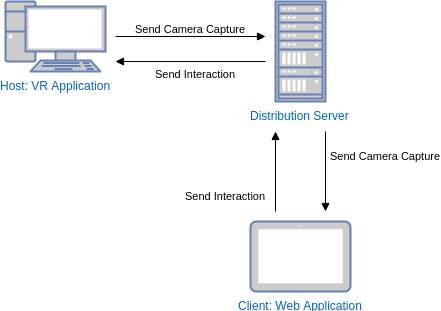 Send Camera Capture
Send Interaction
Host: VR Application
Distribution Server
Send Camera Capture
Send Interaction
Client: Web Application